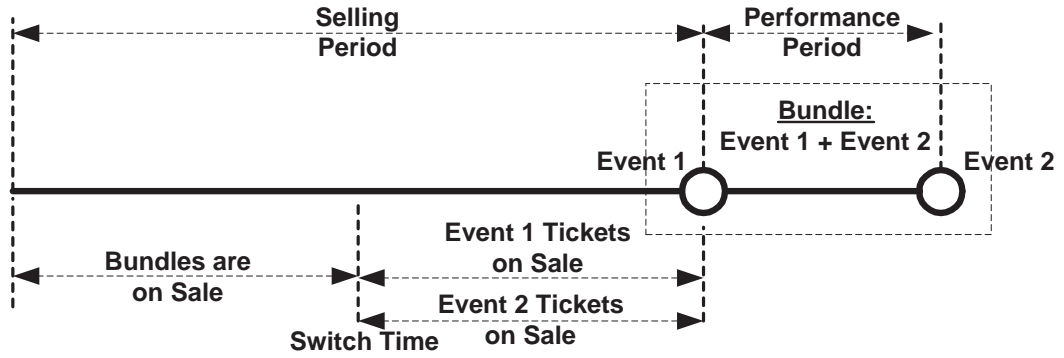 Selling
Period
Performance
Period
Bundle:
Event 1 + Event 2
Event 1
Event 2
Bundles are
on Sale
Event 1 Tickets
on Sale
Event 2 Tickets
on Sale
Switch Time